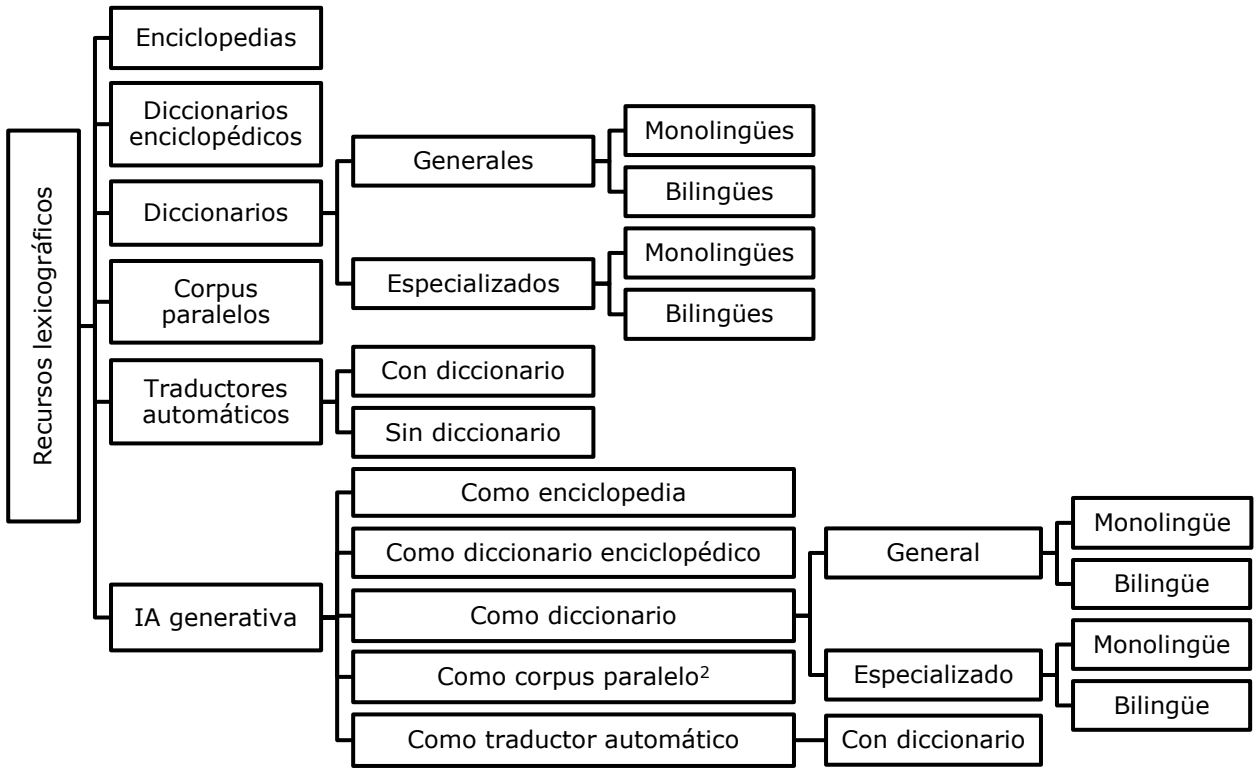 Recursos lexicográficos
Enciclopedias
Diccionarios
enciclopédicos
Diccionarios
Generales
Monolingües
Bilingües
Especializados
Monolingües
Bilingües
Corpus
paralelos
Traductores
automáticos
Con diccionario
Sin diccionario
IA generativa
Como enciclopedia
Como diccionario enciclopédico
Como diccionario
General
Monolingüe
Bilingüe
Especializado
Monolingüe
Bilingüe
Como corpus paralelo²
Como traductor automático
Con diccionario